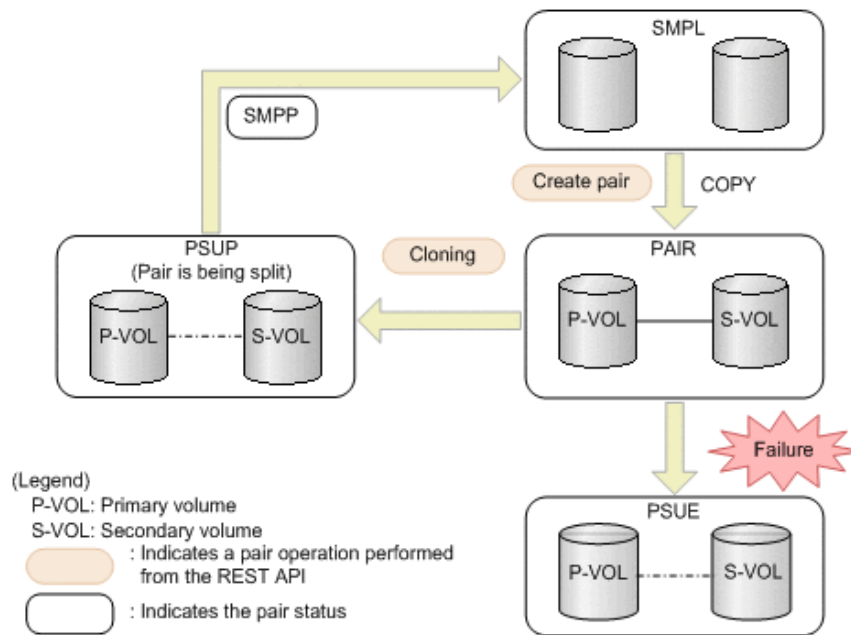 SMPL
SMPP
Create pair
COPY
PSUP
(Pair is being split)
Cloning
PAIR
P-VOL
S-VOL
P-VOL
S-VOL
Failure
(Legend)
P-VOL: Primary volume
S-VOL: Secondary volume
: Indicates a pair operation performed
from the REST API
: Indicates the pair status
PSUE
P-VOL
S-VOL